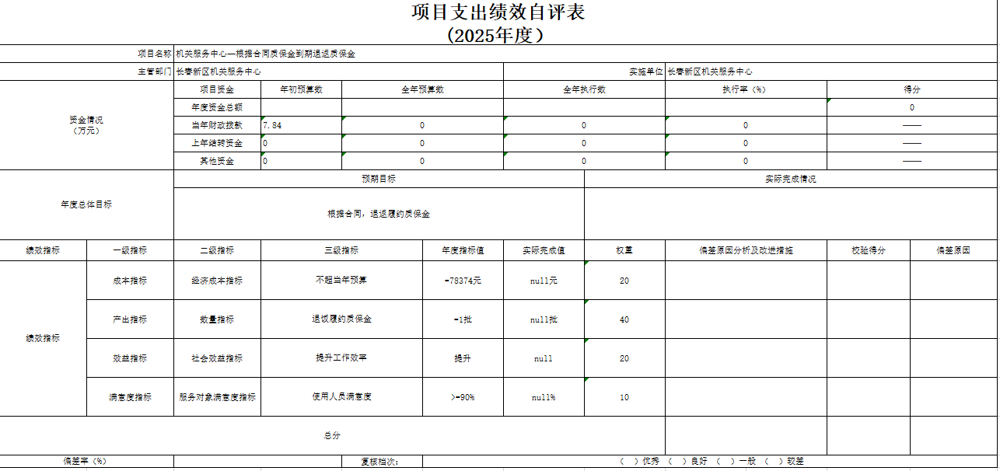 项目支出绩效自评表
(2025年度)
项目名称 机关服务中心—根据合同质保金到期退返质保金
主管部门 长春新区机关服务中心 实施单位 长春新区机关服务中心
资金情况
（万元）
项目资金 年初预算数 全年预算数 全年执行数 执行率（%） 得分
年度资金总额 0
当年财政拨款 7.84 0 0 0 ——
上年结转资金 0 0 0 0 ——
其他资金 0 0 0 0 ——
年度总体目标
预期目标 实际完成情况
根据合同，退返履约质保金
绩效指标 一级指标 二级指标 三级指标 年度指标值 实际完成值 权重 偏差原因分析及改进措施 校验得分 偏差原因
绩效指标
成本指标 经济成本指标 不超当年预算 =78374元 null元 20
产出指标 数量指标 退饭履约质保金 =1批 null批 40
效益指标 社会效益指标 提升工作效率 提升 null 20
满意度指标 服务对象满意度指标 使用人员满意度 >=90% null% 10
总分
偏差率（%） 复核档次： （ ）优秀 （ ）良好 （ ）一般 （ ）较差